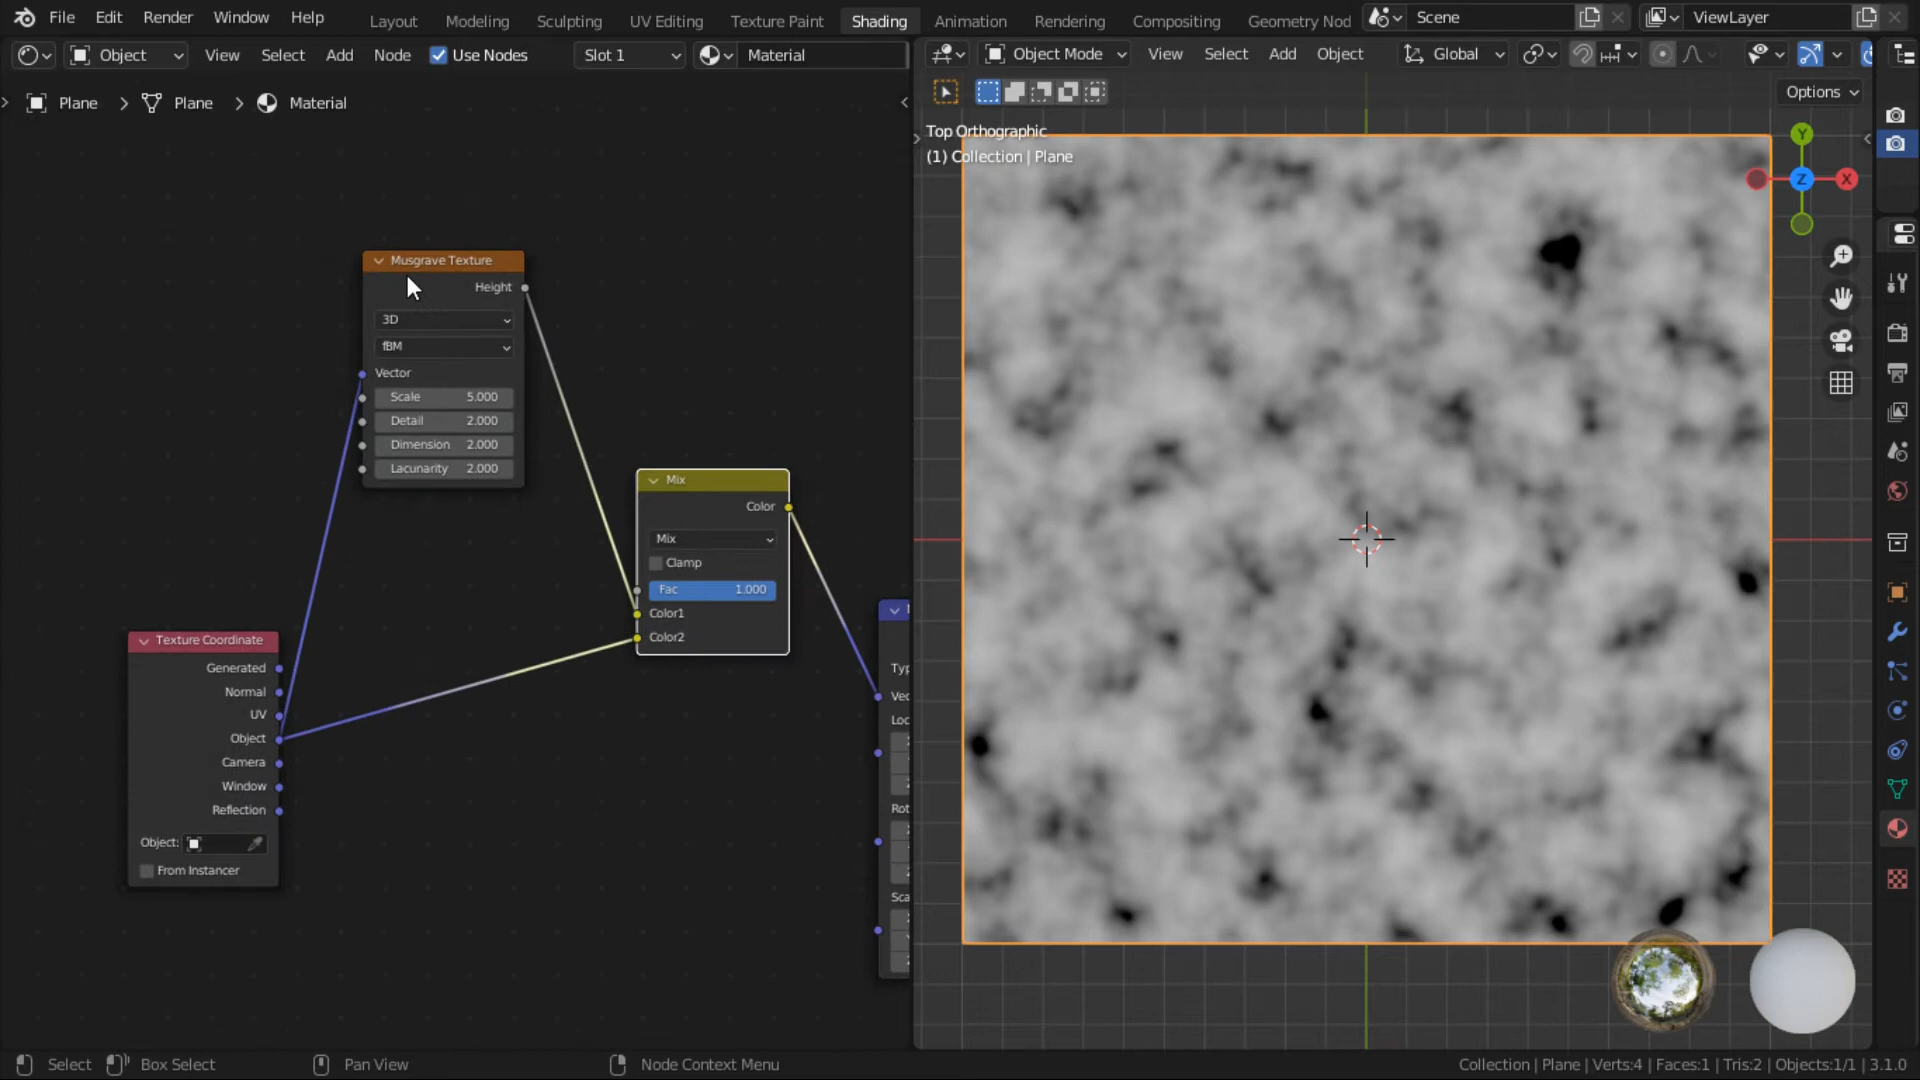 File Edit Render Window Help Layout Modeling Sculpting UV Editing Texture Paint Shading Animation Rendering Compositing Geometry Nod Scene ViewLayer
Object View Select Add Node Use Nodes Slot 1 Material Object Mode View Select Add Object Global
Options
Plane > Plane > Material
Top Orthographic
(1) Collection | Plane
Y
X
Z
Musgrave Texture
Height
3D
fBM
Vector
Scale 5.000
Detail 2.000
Dimension 2.000
Lacunarity 2.000
Mix
Color
Mix
Clamp
Fac 1.000
Color1
Color2
Texture Coordinate
Generated
Normal
UV
Object
Camera
Window
Reflection
Object:
From Instancer
Typ
Vec
Loc
Rot
Sca
Select Box Select Pan View Node Context Menu Collection | Plane | Verts:4 | Faces:1 | Tris:2 | Objects:1/1 | 3.1.0